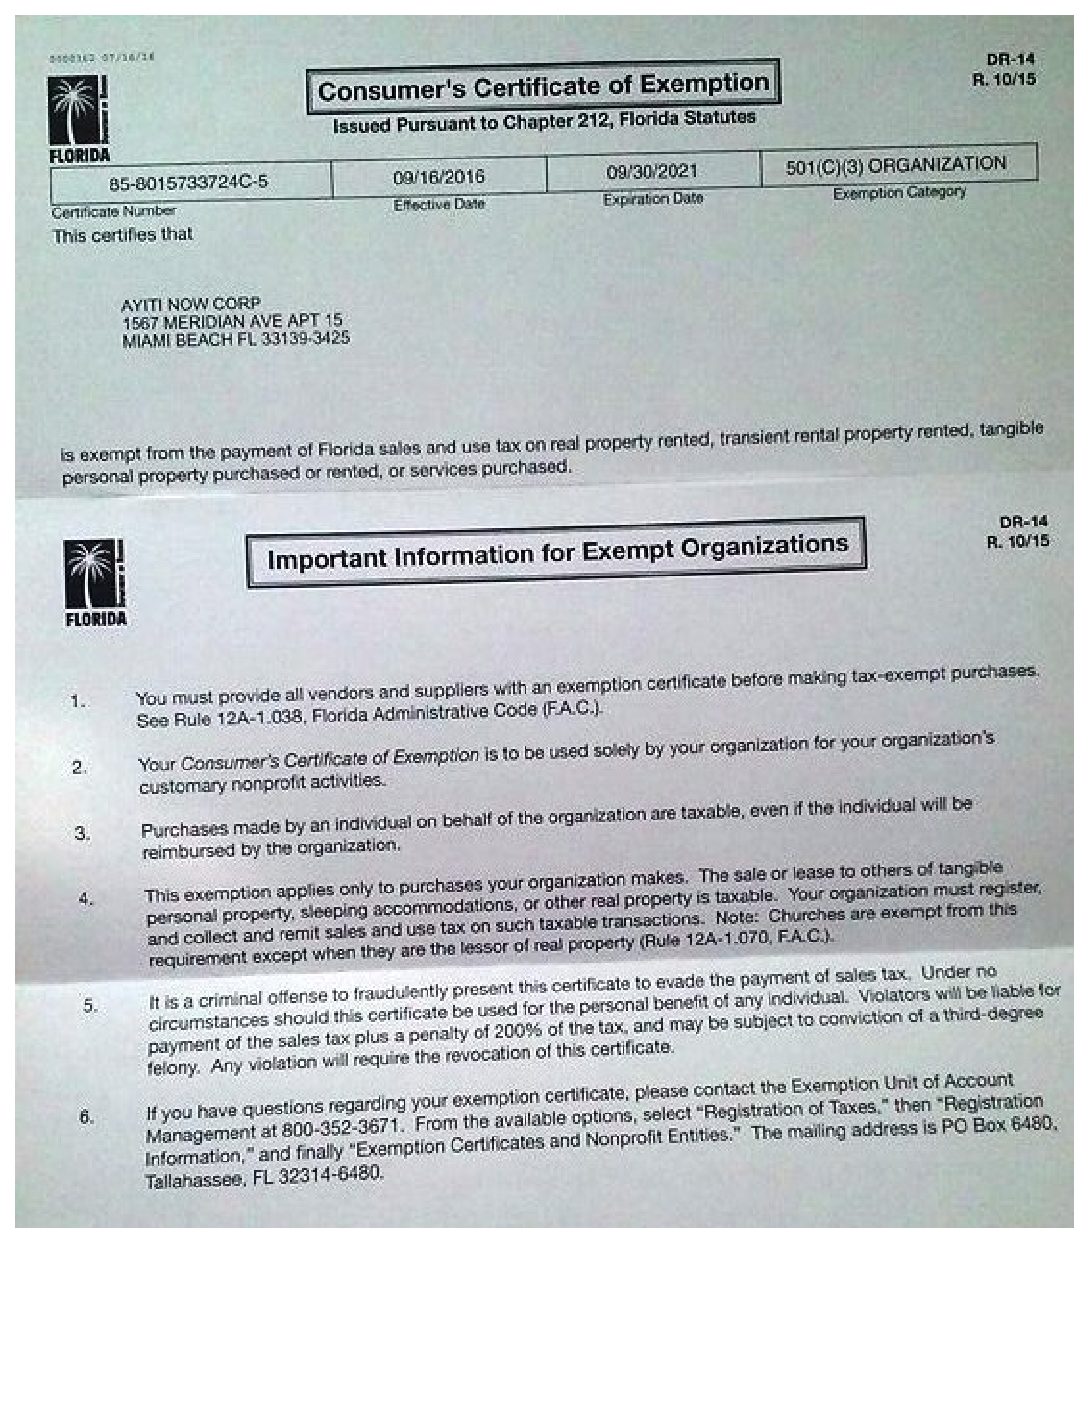 DR-14
R. 10/15
Consumer's Certificate of Exemption
Issued Pursuant to Chapter 212, Florida Statutes
FLORIDA
85-8015733724C-5 09/16/2016 09/30/2021 501(C)(3) ORGANIZATION
Certificate Number Effective Date Expiration Date Exemption Category
This certifies that
AYITI NOW CORP
1567 MERIDIAN AVE APT 15
MIAMI BEACH FL 33139-3425
is exempt from the payment of Florida sales and use tax on real property rented, transient rental property rented, tangible
personal property purchased or rented, or services purchased.
DR-14
R. 10/15
Important Information for Exempt Organizations
FLORIDA
1. You must provide all vendors and suppliers with an exemption certificate before making tax-exempt purchases.
See Rule 12A-1.038, Florida Administrative Code (F.A.C.).
2. Your Consumer's Certificate of Exemption is to be used solely by your organization for your organization's
customary nonprofit activities.
3. Purchases made by an individual on behalf of the organization are taxable, even if the individual will be
reimbursed by the organization.
4. This exemption applies only to purchases your organization makes. The sale or lease to others of tangible
personal property, sleeping accommodations, or other real property is taxable. Your organization must register,
and collect and remit sales and use tax on such taxable transactions. Note: Churches are exempt from this
requirement except when they are the lessor of real property (Rule 12A-1.070, F.A.C.).
5. It is a criminal offense to fraudulently present this certificate to evade the payment of sales tax. Under no
circumstances should this certificate be used for the personal benefit of any individual. Violators will be liable for
payment of the sales tax plus a penalty of 200% of the tax, and may be subject to conviction of a third-degree
felony. Any violation will require the revocation of this certificate.
6. If you have questions regarding your exemption certificate, please contact the Exemption Unit of Account
Management at 800-352-3671. From the available options, select "Registration of Taxes," then "Registration
Information," and finally "Exemption Certificates and Nonprofit Entities." The mailing address is PO Box 6480,
Tallahassee, FL 32314-6480.